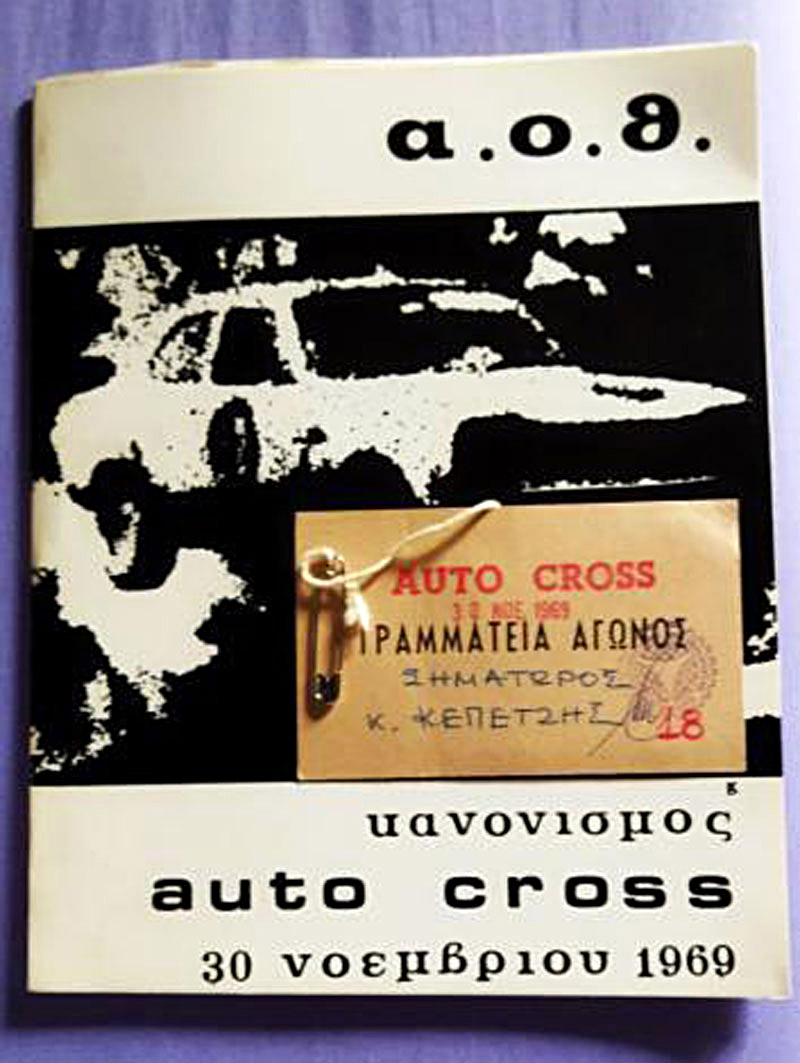 α.ο.θ.
AUTO CROSS
30 ΝΟΕ 1969
ΓΡΑΜΜΑΤΕΙΑ ΑΓΩΝΟΣ
ΣΗΜΑΤΩΡΟΣ
Κ. ΚΕΠΕΤΖΗΣ
18
κανονισμος
auto cross
30 νοεμβριου 1969